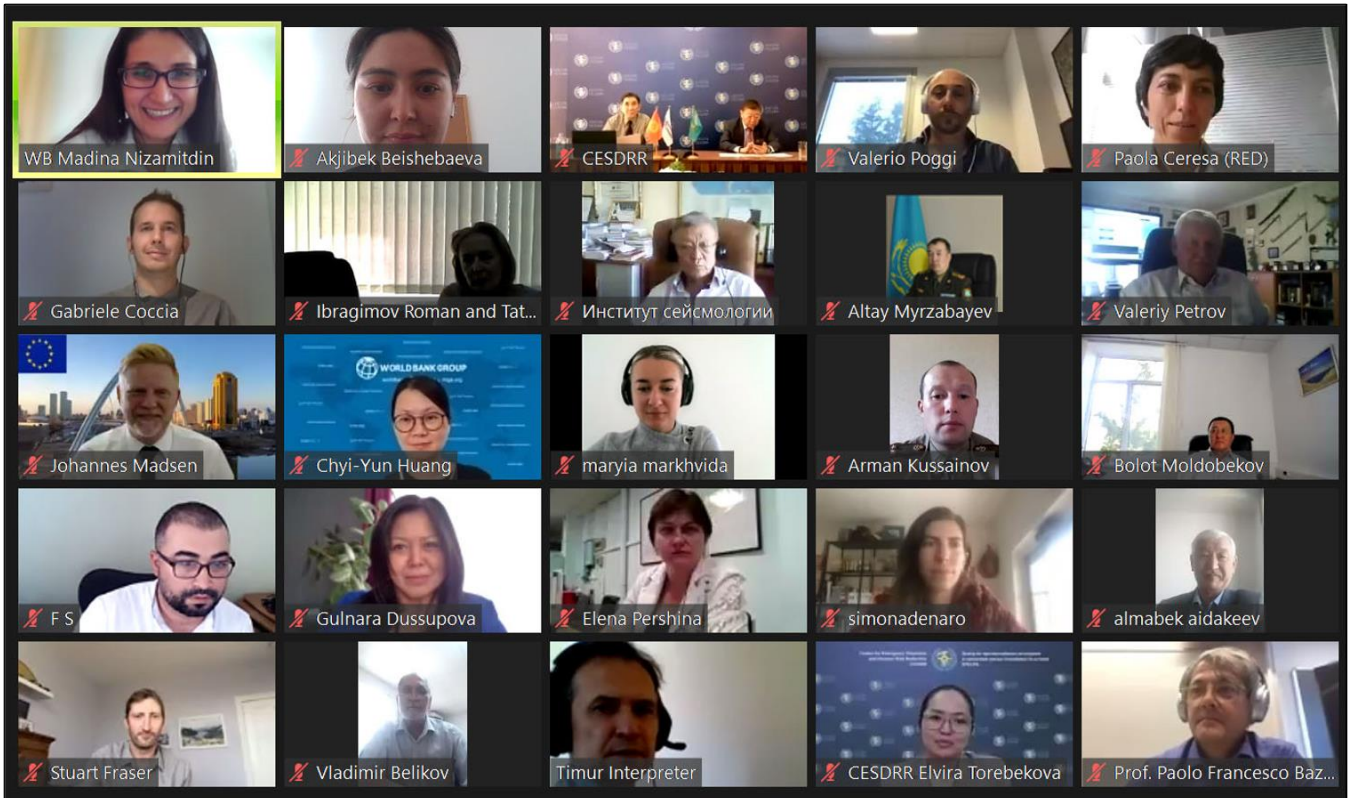 WB Madina Nizamitdin
Akjibek Beishebaeva
CESDRR
Valerio Poggi
Paola Ceresa (RED)
Gabriele Coccia
Ibragimov Roman and Tat...
Институт сейсмологии
Altay Myrzabayev
Valeriy Petrov
Johannes Madsen
WORLD BANK GROUP
Chyi-Yun Huang
maryia markhvida
Arman Kussainov
Bolot Moldobekov
F S
Gulnara Dussupova
Elena Pershina
simonadenaro
almabek aidakeev
Stuart Fraser
Vladimir Belikov
Timur Interpreter
CESDRR Elvira Torebekova
Prof. Paolo Francesco Baz...